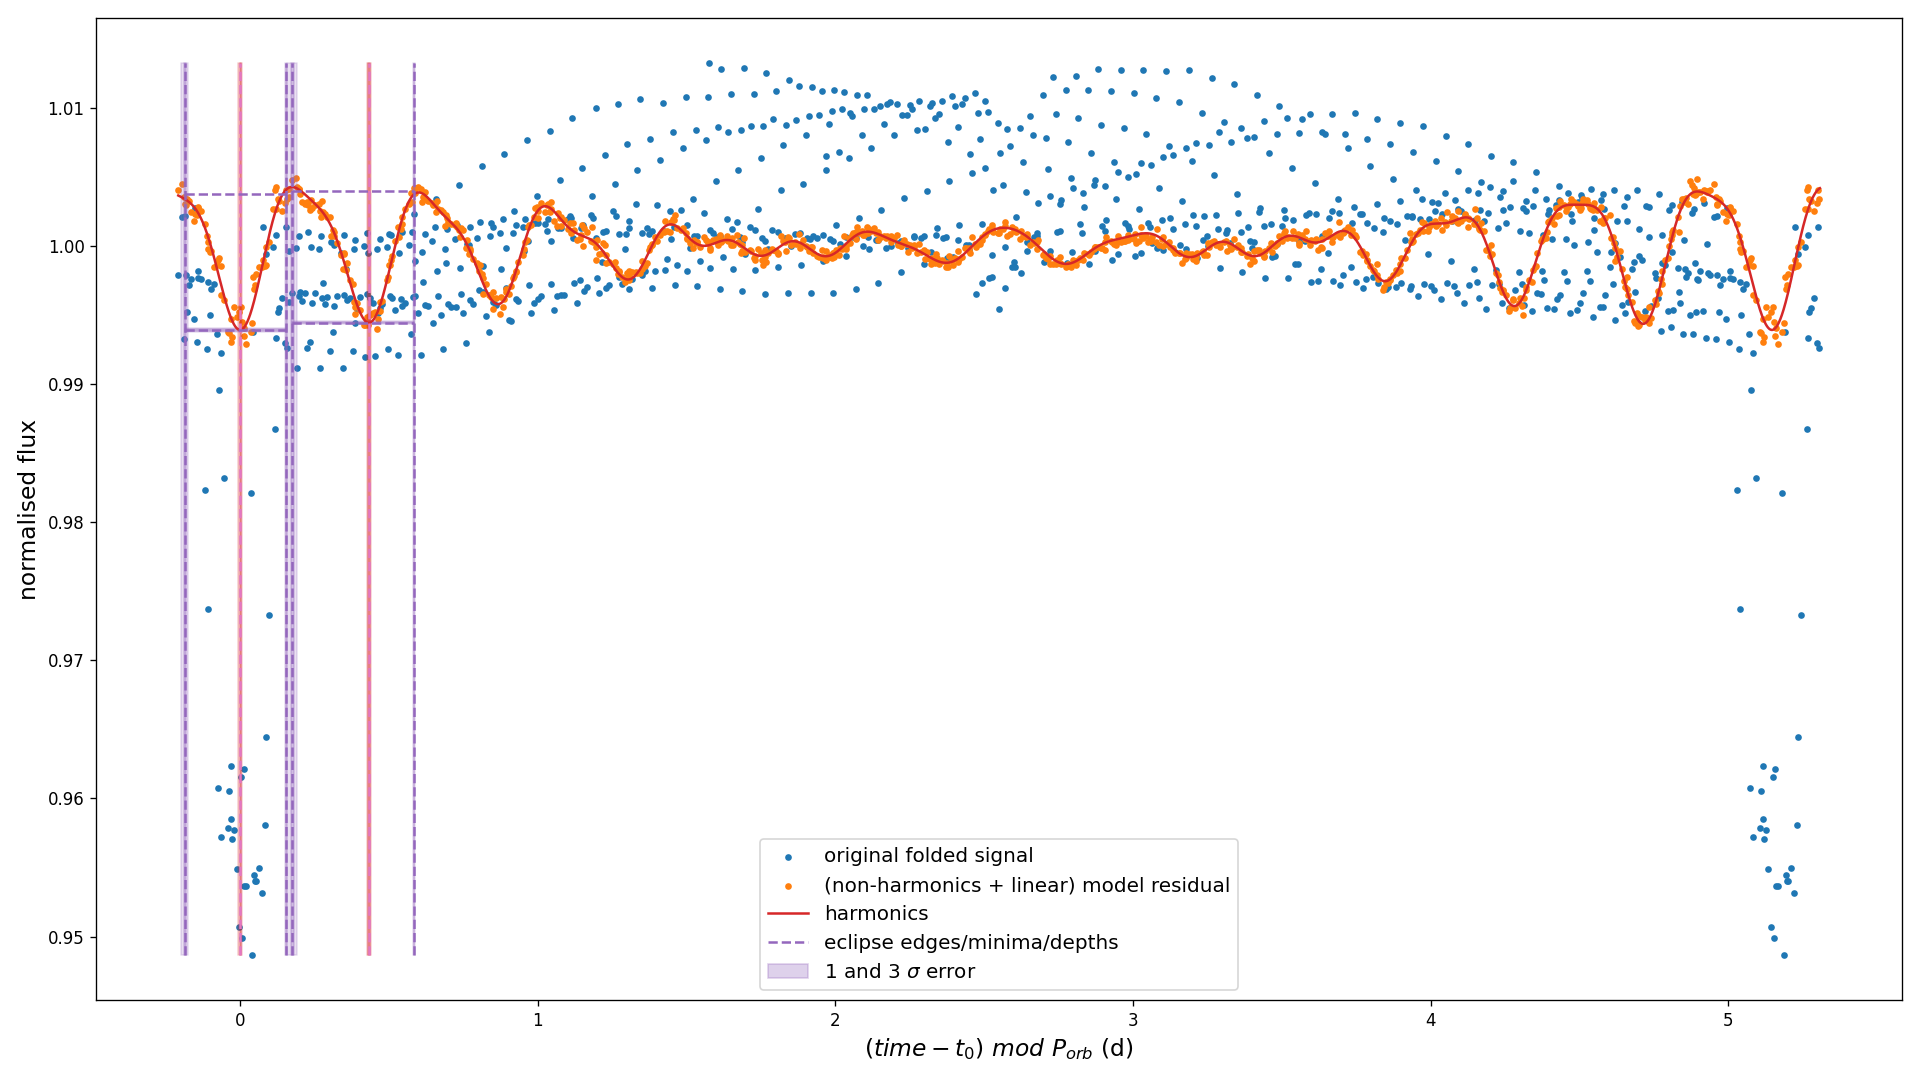 1.01
1.00
0.99
0.98
0.97
0.96
0.95
normalised flux
original folded signal
(non-harmonics + linear) model residual
harmonics
eclipse edges/minima/depths
1 and 3 σ error
0 1 2 3 4 5
(time − t₀) mod Pₒᵣb (d)